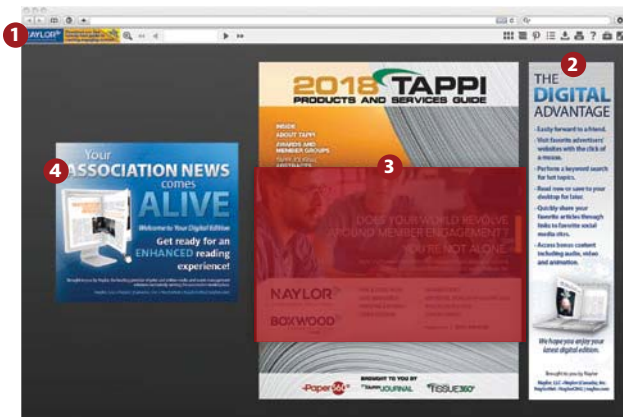 1
NAYLOR
2018 TAPPI
PRODUCTS AND SERVICES GUIDE
INSIDE
ABOUT TAPPI
AWARDS AND
MEMBER GROUPS
TAPPI JOURNAL
ABSTRACTS
3
DOES YOUR WORLD REVOLVE
AROUND MEMBER ENGAGEMENT?
YOU'RE NOT ALONE.
NAYLOR
BOXWOOD
BROUGHT TO YOU BY
Paper360°
TAPPI JOURNAL
TISSUE360°
4
Your
ASSOCIATION NEWS
comes
ALIVE
Welcome to Your Digital Edition
Get ready for an
ENHANCED reading
experience!
2
THE
DIGITAL
ADVANTAGE
- Easily forward to a friend.
- Visit favorite advertisers'
websites with the click of
a mouse.
- Perform a keyword search
for hot topics.
- Read now or save to your
desktop for later.
- Quickly share your
favorite articles through
links to favorite social
media sites.
- Access bonus content
including audio, video
and animation.
We hope you enjoy your
latest digital edition.
Brought to you by Naylor